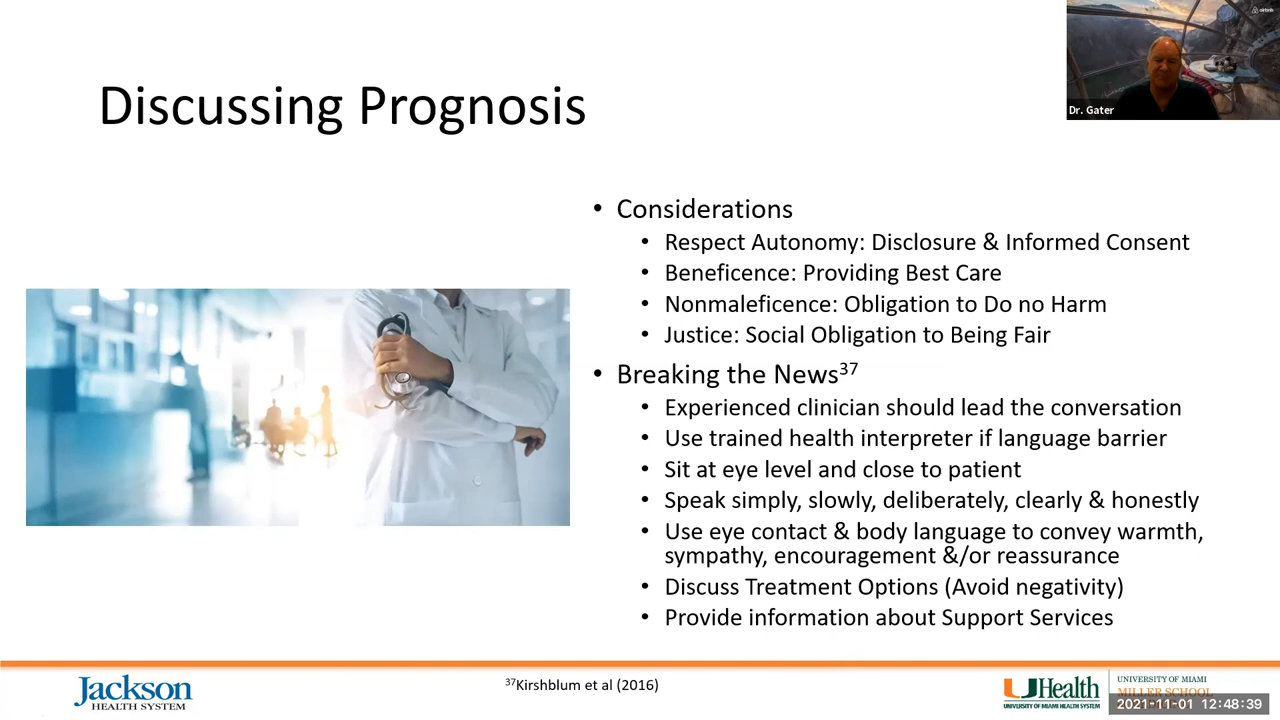 airbnb
Dr. Gater
Discussing Prognosis
• Considerations
• Respect Autonomy: Disclosure & Informed Consent
• Beneficence: Providing Best Care
• Nonmaleficence: Obligation to Do no Harm
• Justice: Social Obligation to Being Fair
• Breaking the News³⁷
• Experienced clinician should lead the conversation
• Use trained health interpreter if language barrier
• Sit at eye level and close to patient
• Speak simply, slowly, deliberately, clearly & honestly
• Use eye contact & body language to convey warmth,
sympathy, encouragement &/or reassurance
• Discuss Treatment Options (Avoid negativity)
• Provide information about Support Services
Jackson
HEALTH SYSTEM
³⁷Kirshblum et al (2016)
UHealth
UNIVERSITY OF MIAMI HEALTH SYSTEM
UNIVERSITY OF MIAMI
MILLER SCHOOL
2021-11-01 12:48:39